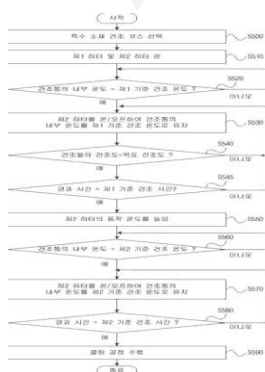 시작
특수 소재 건조 코스 선택
S500
제1 히터 및 제2 히터 온
S510
S520
건조통의 내부 온도 = 제1 기준 건조 온도 ?
아니오
예
제2 히터를 온/오프하여 건조통의
내부 온도를 제1 기준 건조 온도로 유지
S530
S540
건조물의 건조도=목표 건조도 ?
예
S545
경과 시간 = 제1 기준 건조 시간?
아니오
예
제2 히터의 동작 온도를 높임
S550
S560
건조통의 내부 온도 = 제2 기준 건조 온도 ?
아니오
예
제2 히터를 온/오프하여 건조통의
내부 온도를 제2 기준 건조 온도로 유지
S570
S580
경과 시간 = 제2 기준 건조 시간 ?
아니오
예
쿨링 공정 수행
S590
종료